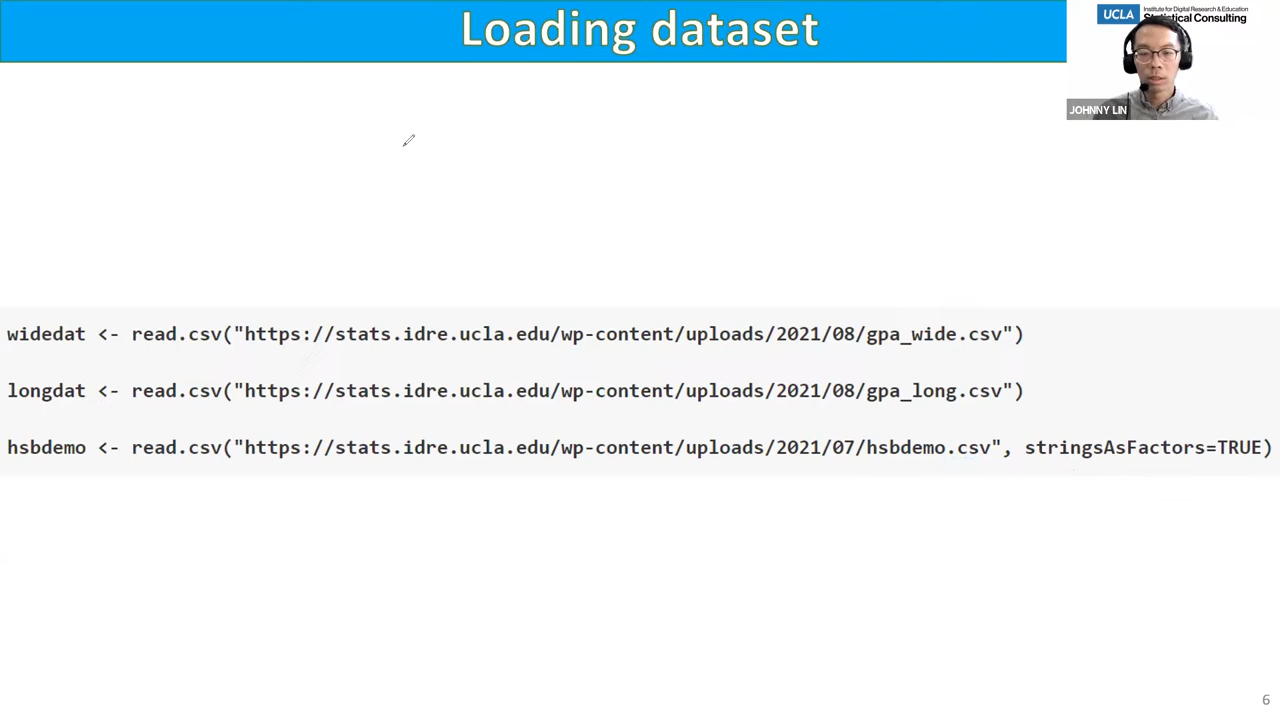 Loading dataset
UCLA
Institute for Digital Research & Education
Statistical Consulting
JOHNNY LIN
widedat <- read.csv("https://stats.idre.ucla.edu/wp-content/uploads/2021/08/gpa_wide.csv")
longdat <- read.csv("https://stats.idre.ucla.edu/wp-content/uploads/2021/08/gpa_long.csv")
hsbdemo <- read.csv("https://stats.idre.ucla.edu/wp-content/uploads/2021/07/hsbdemo.csv", stringsAsFactors=TRUE)
6